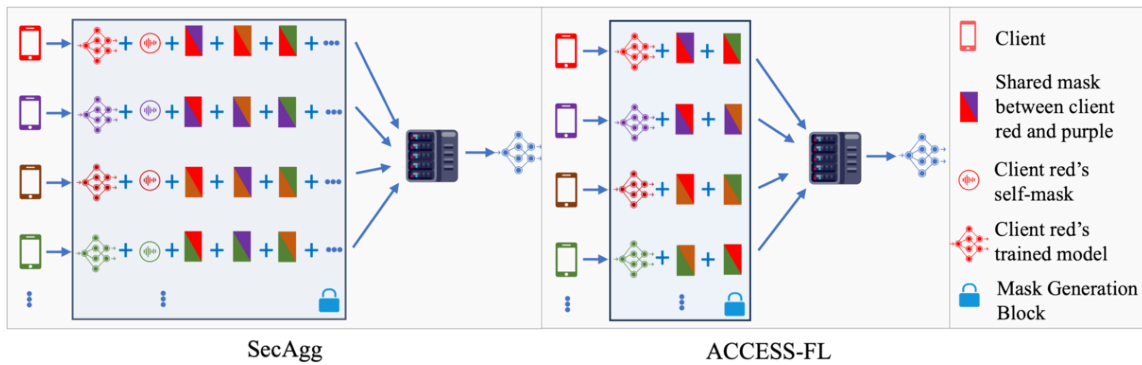 Client
Shared mask
between client
red and purple
Client red's
self-mask
Client red's
trained model
Mask Generation
Block
SecAgg
ACCESS-FL